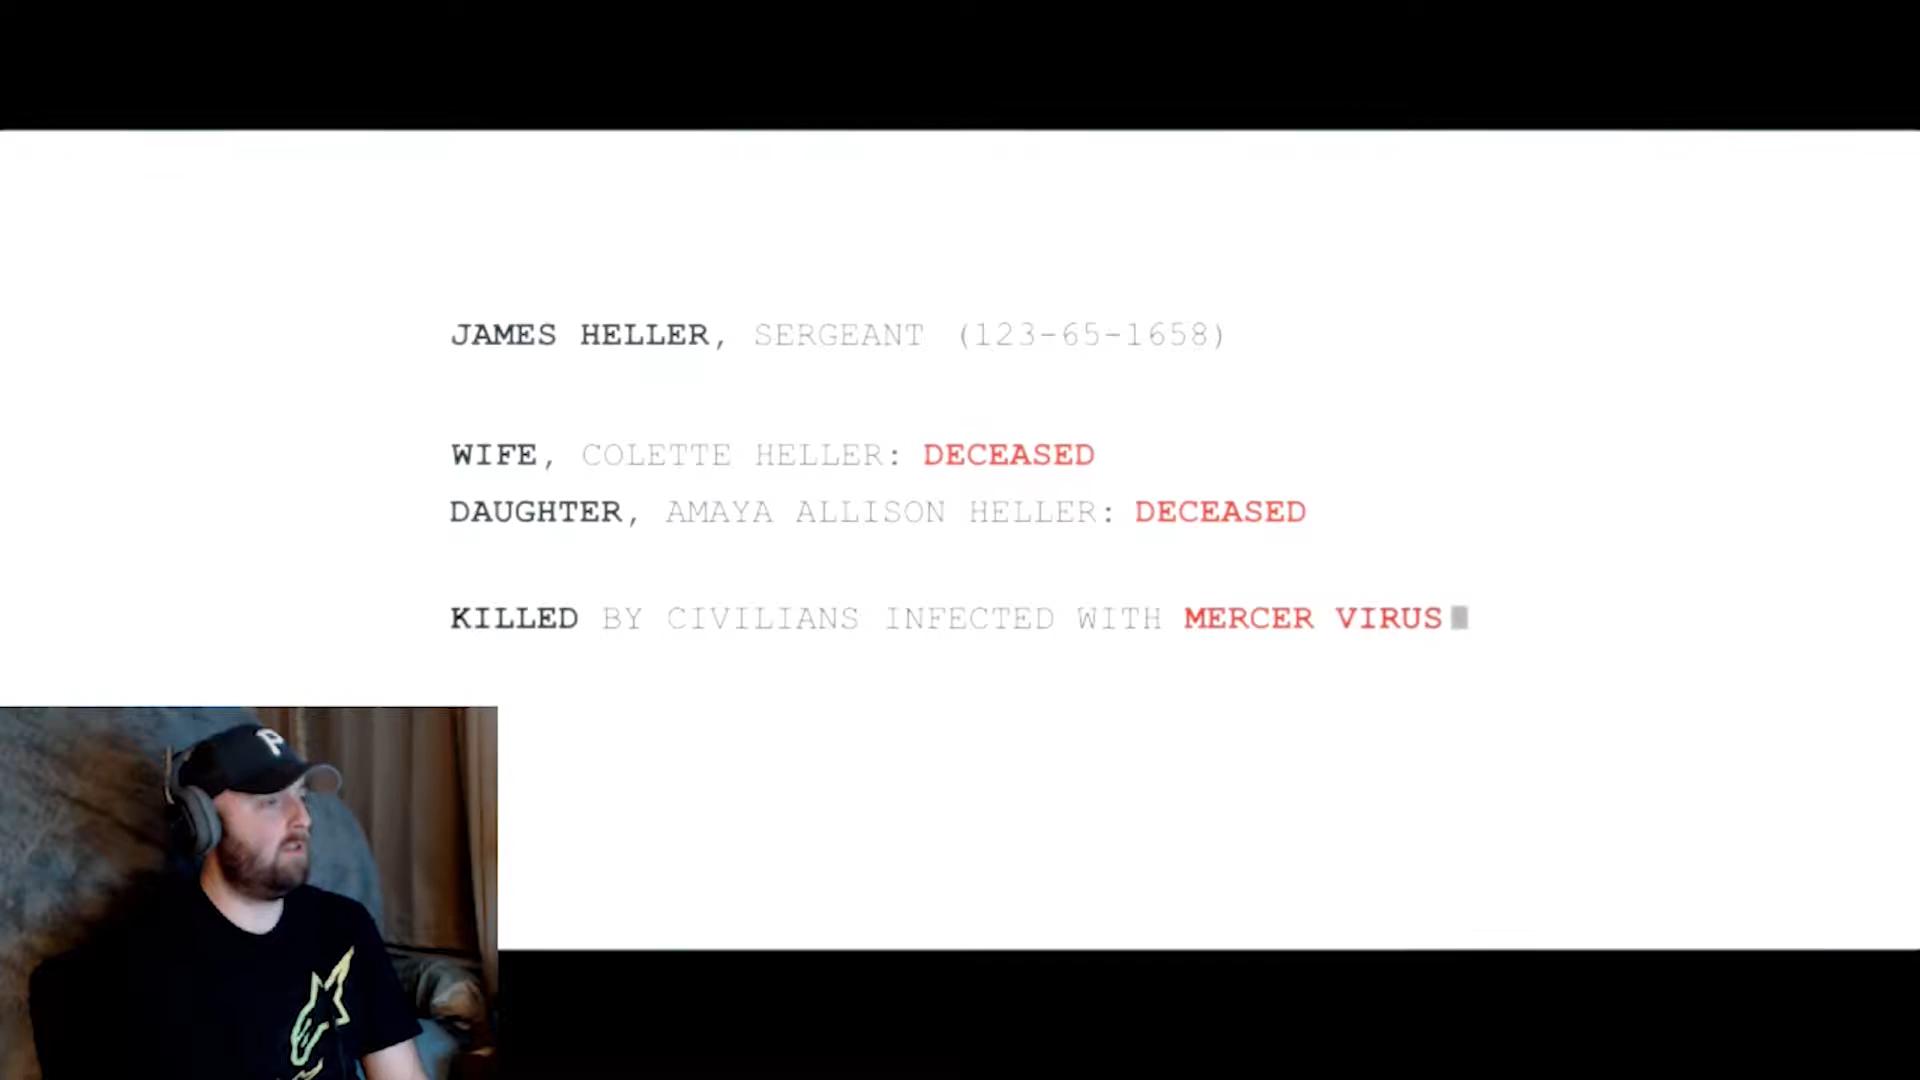 JAMES HELLER, SERGEANT (123-65-1658)
WIFE, COLETTE HELLER: DECEASED
DAUGHTER, AMAYA ALLISON HELLER: DECEASED
KILLED BY CIVILIANS INFECTED WITH MERCER VIRUS
P